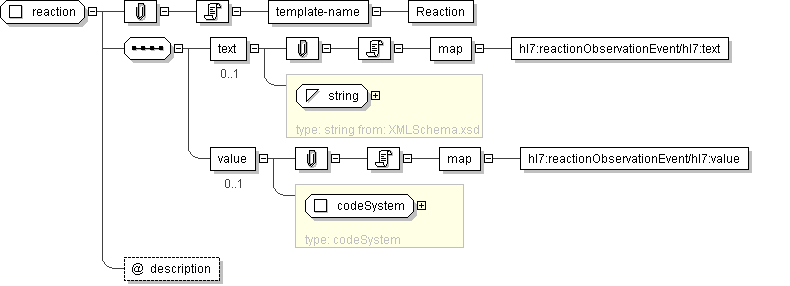 reaction
template-name
Reaction
text
map
hl7:reactionObservationEvent/hl7:text
0..1
string
type: string from: XMLSchema.xsd
value
map
hl7:reactionObservationEvent/hl7:value
0..1
codeSystem
type: codeSystem
@ description